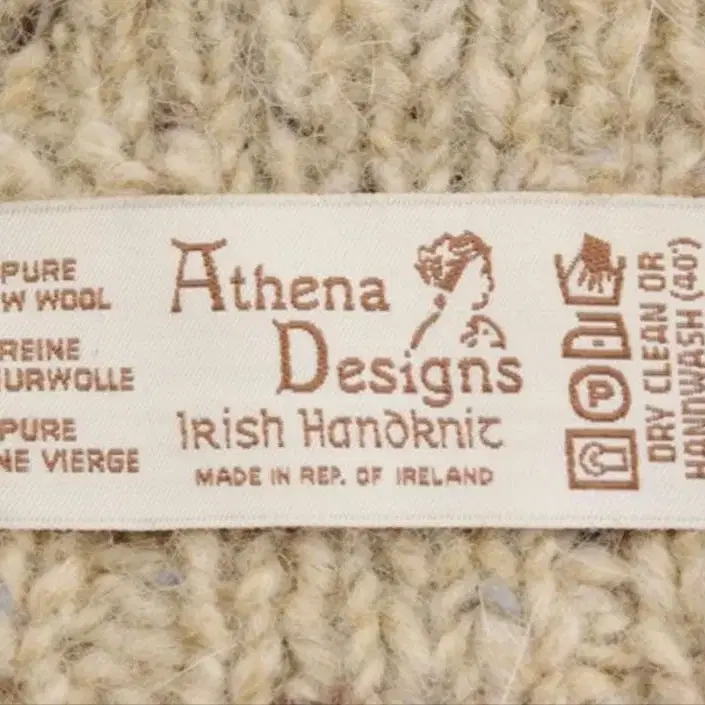 PURE
W WOOL
REINE
URWOLLE
PURE
NE VIERGE
Athena
Designs
Irish Handknit
MADE IN REP. OF IRELAND
P
DRY CLEAN OR
HANDWASH (40°)